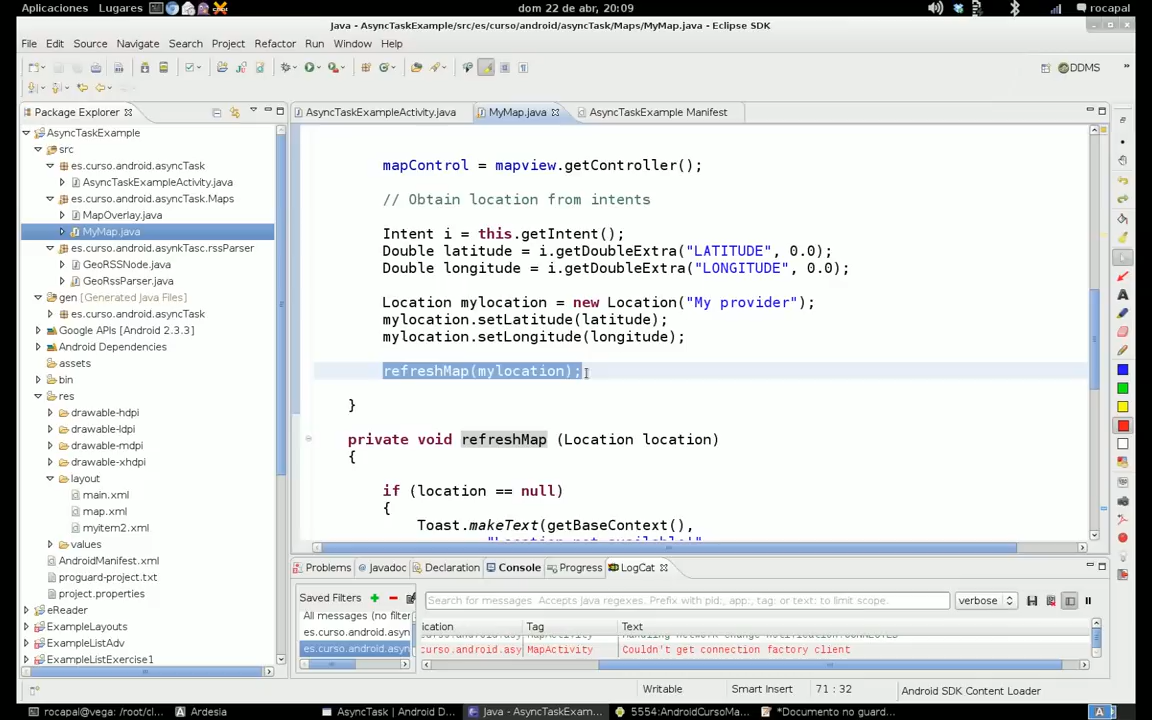 Aplicaciones Lugares dom 22 de abr, 20:09 rocapal
Java - AsyncTaskExample/src/es/curso/android/asyncTask/Maps/MyMap.java - Eclipse SDK
File Edit Source Navigate Search Project Refactor Run Window Help
DDMS
Package Explorer
AsyncTaskExampleActivity.java MyMap.java AsyncTaskExample Manifest
AsyncTaskExample
src
es.curso.android.asyncTask
AsyncTaskExampleActivity.java
es.curso.android.asyncTask.Maps
MapOverlay.java
MyMap.java
es.curso.android.asynkTasc.rssParser
GeoRSSNode.java
GeoRssParser.java
gen [Generated Java Files]
es.curso.android.asyncTask
Google APIs [Android 2.3.3]
Android Dependencies
assets
bin
res
drawable-hdpi
drawable-ldpi
drawable-mdpi
drawable-xhdpi
layout
main.xml
map.xml
myitem2.xml
values
AndroidManifest.xml
proguard-project.txt
project.properties
eReader
ExampleLayouts
ExampleListAdv
ExampleListExercise1
mapControl = mapview.getController();
// Obtain location from intents
Intent i = this.getIntent();
Double latitude = i.getDoubleExtra("LATITUDE", 0.0);
Double longitude = i.getDoubleExtra("LONGITUDE", 0.0);
Location mylocation = new Location("My provider");
mylocation.setLatitude(latitude);
mylocation.setLongitude(longitude);
refreshMap(mylocation);
}
private void refreshMap (Location location)
{
if (location == null)
{
Toast.makeText(getBaseContext(),
"Location not available!"
Problems Javadoc Declaration Console Progress LogCat
Saved Filters
All messages (no filter
es.curso.android.asyn
es.curso.android.asyn
Search for messages. Accepts Java regexes. Prefix with pid:, app:, tag: or text: to limit scope. verbose
ication Tag Text
curso.android.asy MapActivity Handling network change notification:CONNECTED
curso.android.asy MapActivity Couldn't get connection factory client
Writable Smart Insert 71 : 32 Android SDK Content Loader
rocapal@vega: /root/cl... Ardesia AsyncTask | Android D... Java - AsyncTaskExam... 5554:AndroidCursoMa... *Documento no guard...